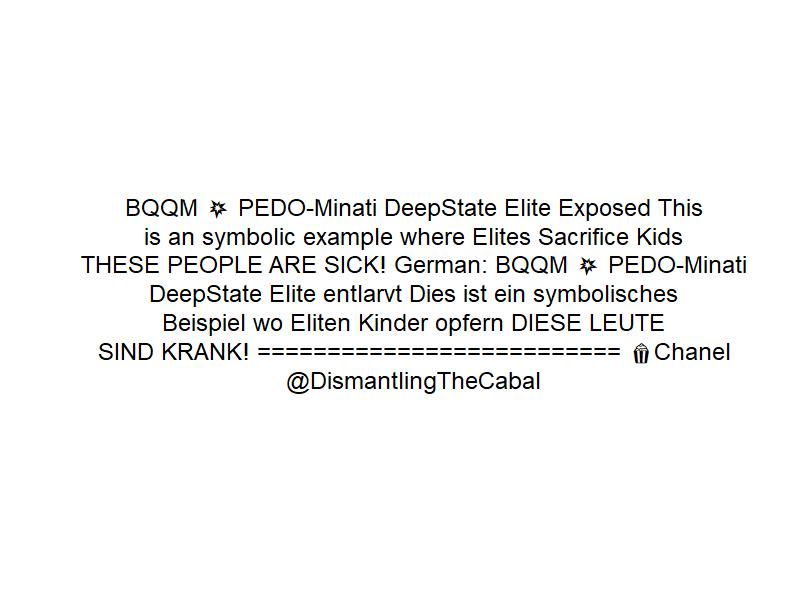 BQQM 💥 PEDO-Minati DeepState Elite Exposed This
is an symbolic example where Elites Sacrifice Kids
THESE PEOPLE ARE SICK! German: BQQM 💥 PEDO-Minati
DeepState Elite entlarvt Dies ist ein symbolisches
Beispiel wo Eliten Kinder opfern DIESE LEUTE
SIND KRANK! ========================== 🍿Chanel
@DismantlingTheCabal